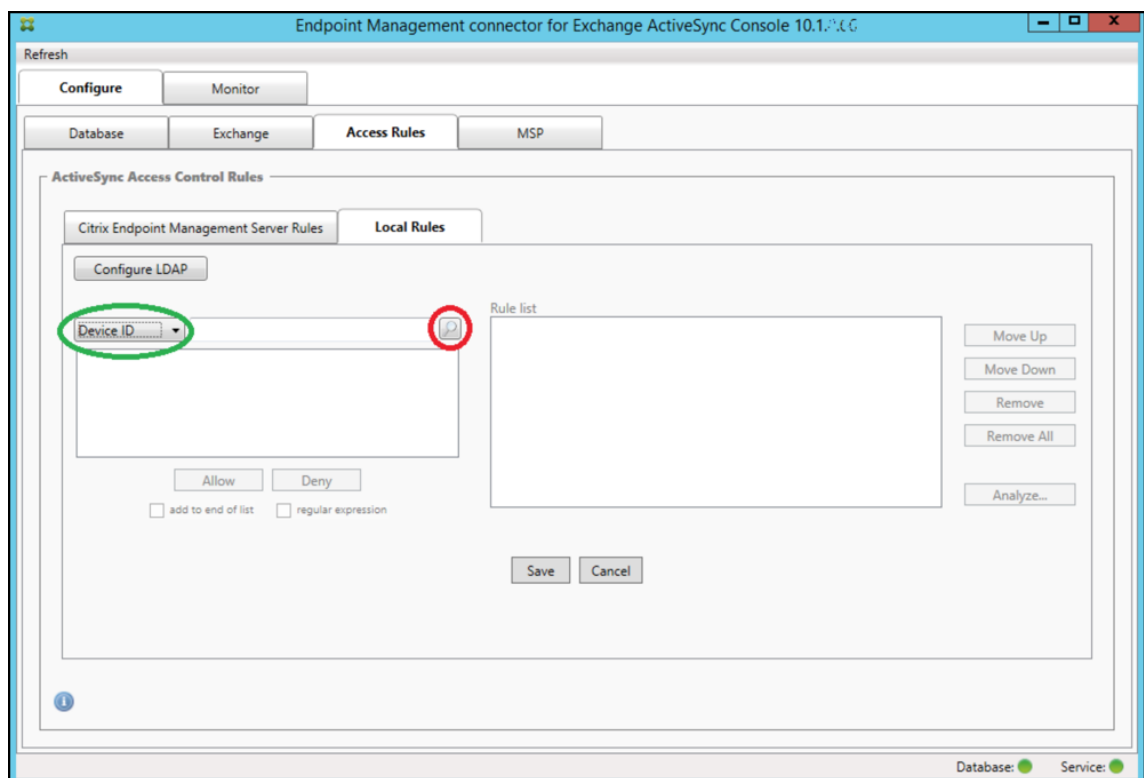 Endpoint Management connector for Exchange ActiveSync Console
Refresh
Configure Monitor
Database Exchange Access Rules MSP
ActiveSync Access Control Rules
Citrix Endpoint Management Server Rules Local Rules
Configure LDAP
Rule list
Device ID
Move Up
Move Down
Remove
Remove All
Allow Deny
Analyze...
add to end of list regular expression
Save Cancel
Database: Service: